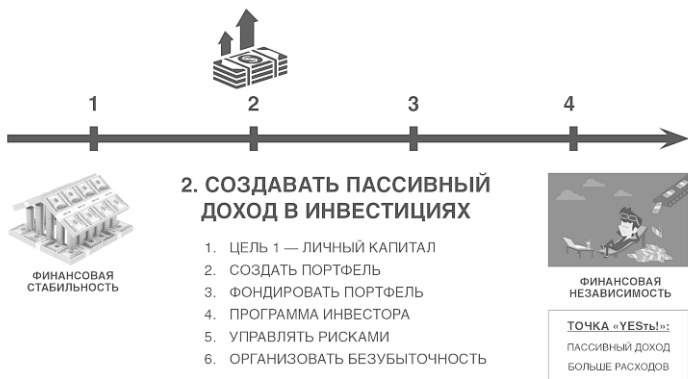 1
2
3
4
2. СОЗДАВАТЬ ПАССИВНЫЙ
ДОХОД В ИНВЕСТИЦИЯХ
ФИНАНСОВАЯ
СТАБИЛЬНОСТЬ
1. ЦЕЛЬ 1 — ЛИЧНЫЙ КАПИТАЛ
2. СОЗДАТЬ ПОРТФЕЛЬ
3. ФОНДИРОВАТЬ ПОРТФЕЛЬ
4. ПРОГРАММА ИНВЕСТОРА
5. УПРАВЛЯТЬ РИСКАМИ
6. ОРГАНИЗОВАТЬ БЕЗУБЫТОЧНОСТЬ
ФИНАНСОВАЯ
НЕЗАВИСИМОСТЬ
ТОЧКА «YESть!»:
ПАССИВНЫЙ ДОХОД
БОЛЬШЕ РАСХОДОВ